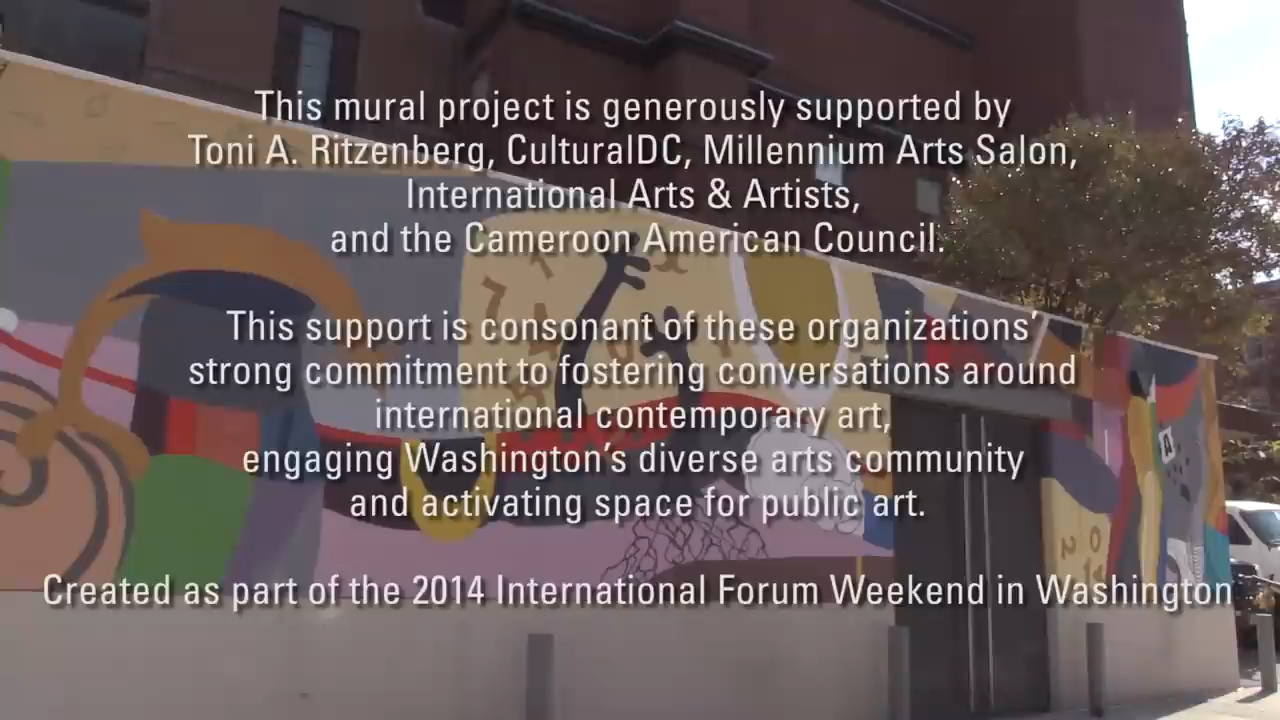 This mural project is generously supported by
Toni A. Ritzenberg, CulturalDC, Millennium Arts Salon,
International Arts & Artists,
and the Cameroon American Council.
This support is consonant of these organizations'
strong commitment to fostering conversations around
international contemporary art,
engaging Washington's diverse arts community
and activating space for public art.
Created as part of the 2014 International Forum Weekend in Washington
A